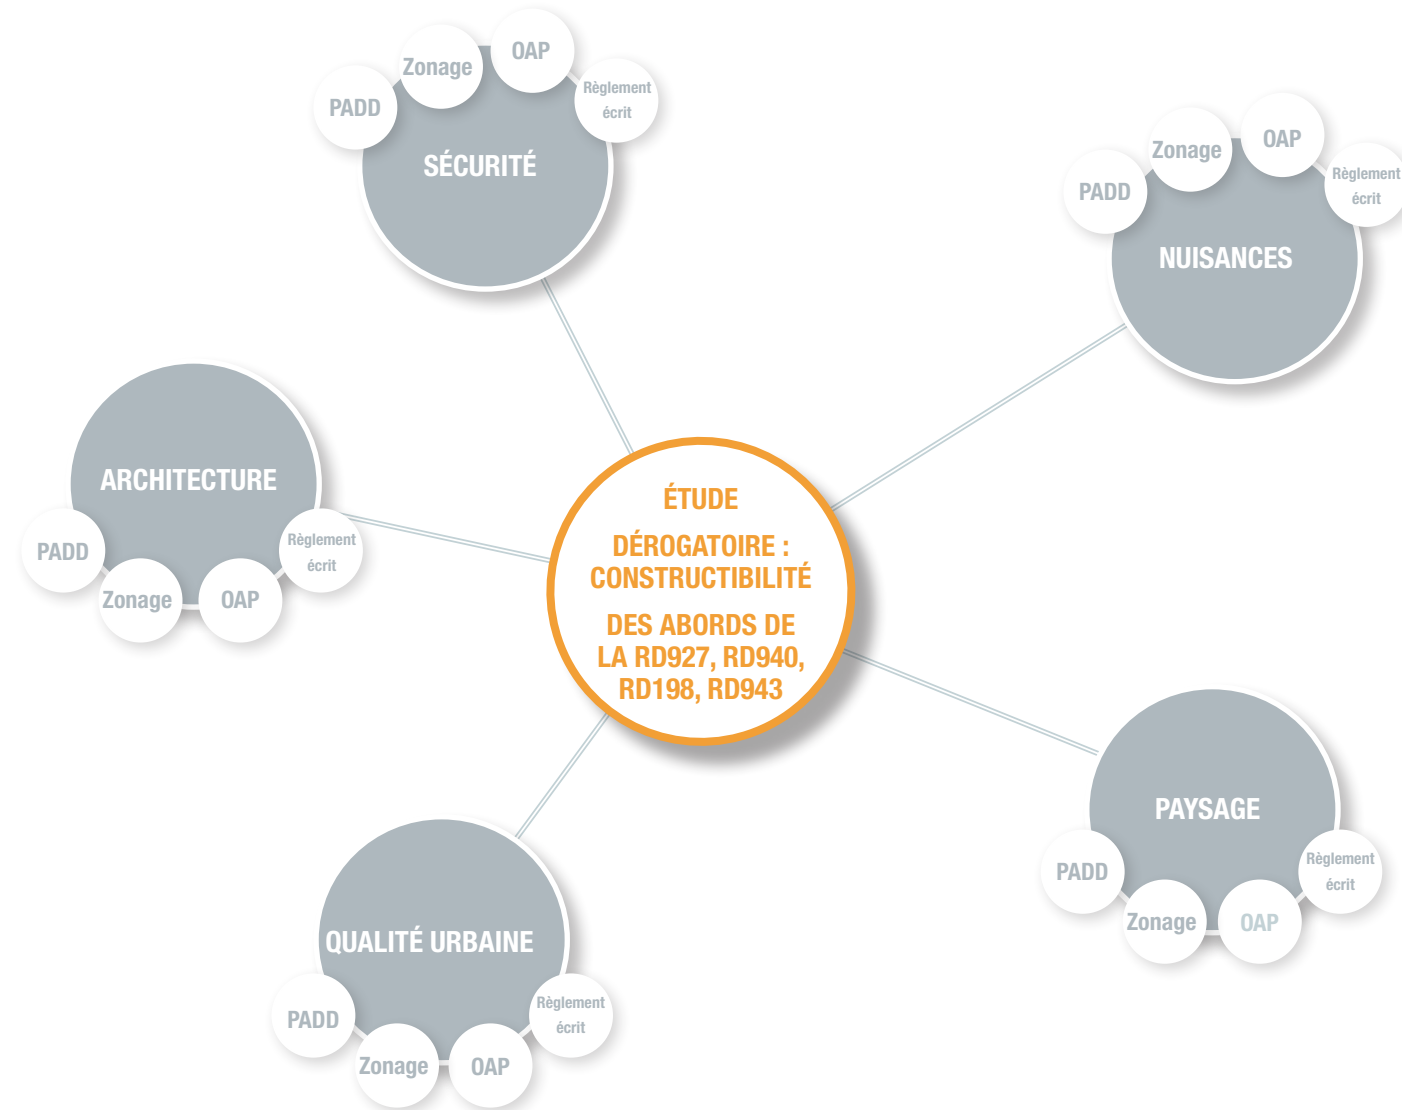 PADD
Zonage
OAP
Règlement
écrit
SÉCURITÉ
PADD
Zonage
OAP
Règlement
écrit
NUISANCES
ARCHITECTURE
PADD
Zonage
OAP
Règlement
écrit
ÉTUDE
DÉROGATOIRE :
CONSTRUCTIBILITÉ
DES ABORDS DE
LA RD927, RD940,
RD198, RD943
PAYSAGE
PADD
Zonage
OAP
Règlement
écrit
QUALITÉ URBAINE
PADD
Zonage
OAP
Règlement
écrit